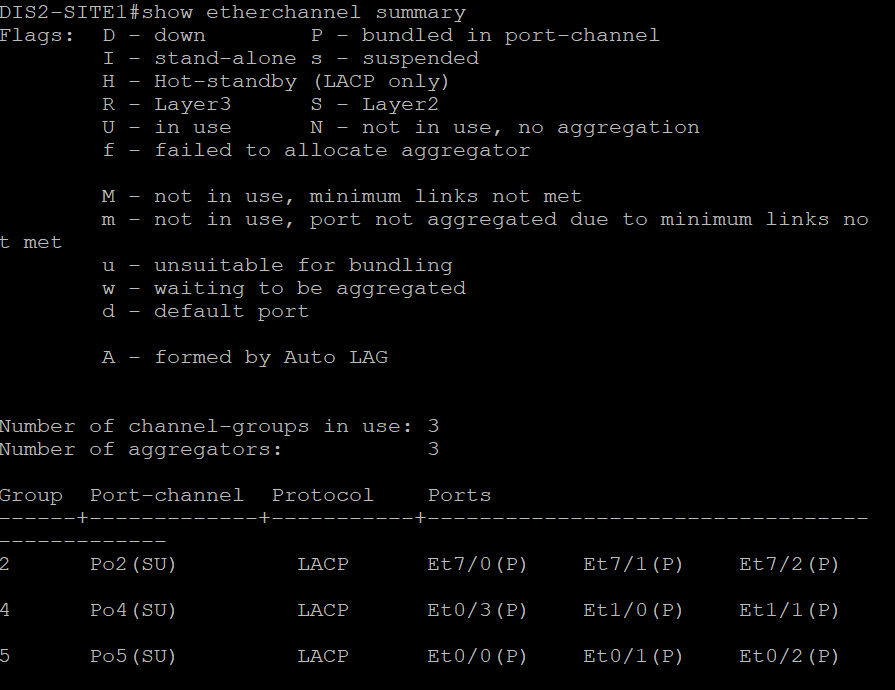 DIS2-SITE1#show etherchannel summary
Flags:  D - down        P - bundled in port-channel
        I - stand-alone s - suspended
        H - Hot-standby (LACP only)
        R - Layer3      S - Layer2
        U - in use      N - not in use, no aggregation
        f - failed to allocate aggregator

        M - not in use, minimum links not met
        m - not in use, port not aggregated due to minimum links no
t met
        u - unsuitable for bundling
        w - waiting to be aggregated
        d - default port

        A - formed by Auto LAG


Number of channel-groups in use: 3
Number of aggregators:           3

Group  Port-channel  Protocol    Ports
------+-------------+-----------+----------------------------------
-------------
2      Po2(SU)         LACP      Et7/0(P)    Et7/1(P)    Et7/2(P)

4      Po4(SU)         LACP      Et0/3(P)    Et1/0(P)    Et1/1(P)

5      Po5(SU)         LACP      Et0/0(P)    Et0/1(P)    Et0/2(P)